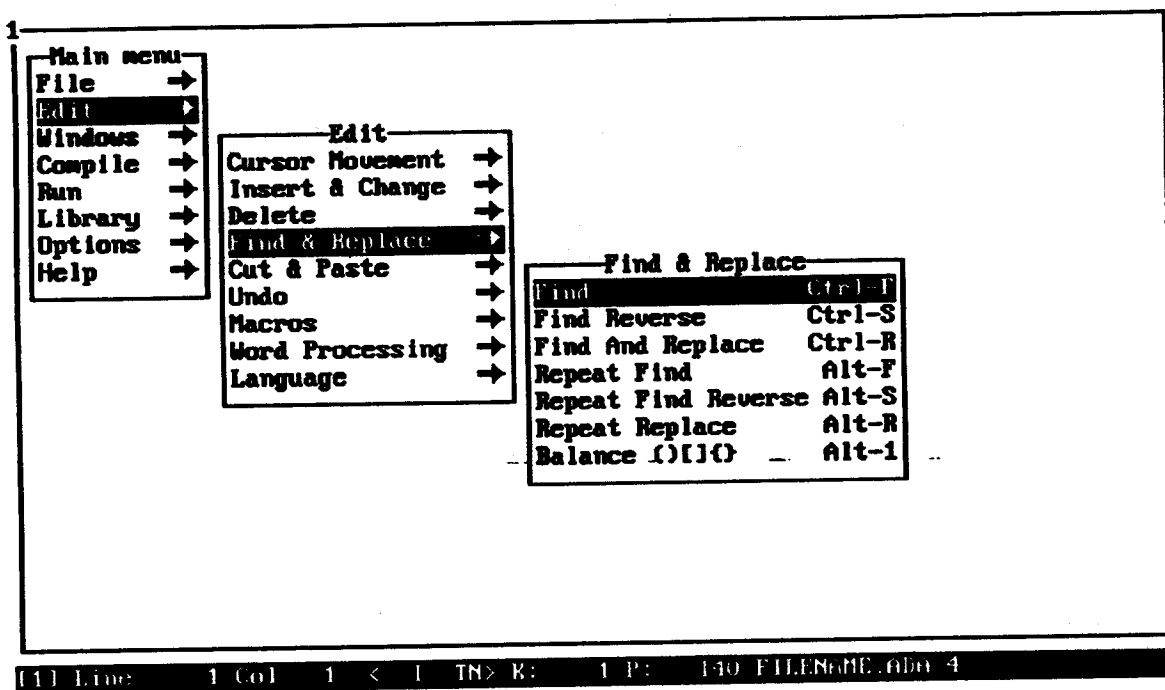 1
Main menu
File
Edit
Windows
Compile
Run
Library
Options
Help
Edit
Cursor Movement
Insert & Change
Delete
Find & Replace
Cut & Paste
Undo
Macros
Word Processing
Language
Find & Replace
Find Ctrl-F
Find Reverse Ctrl-S
Find And Replace Ctrl-R
Repeat Find Alt-F
Repeat Find Reverse Alt-S
Repeat Replace Alt-R
Balance ()[]{} Alt-1
[1] Line 1 Col 1 < I TN> K: 1 P: 140 FILENAME.ADA 4